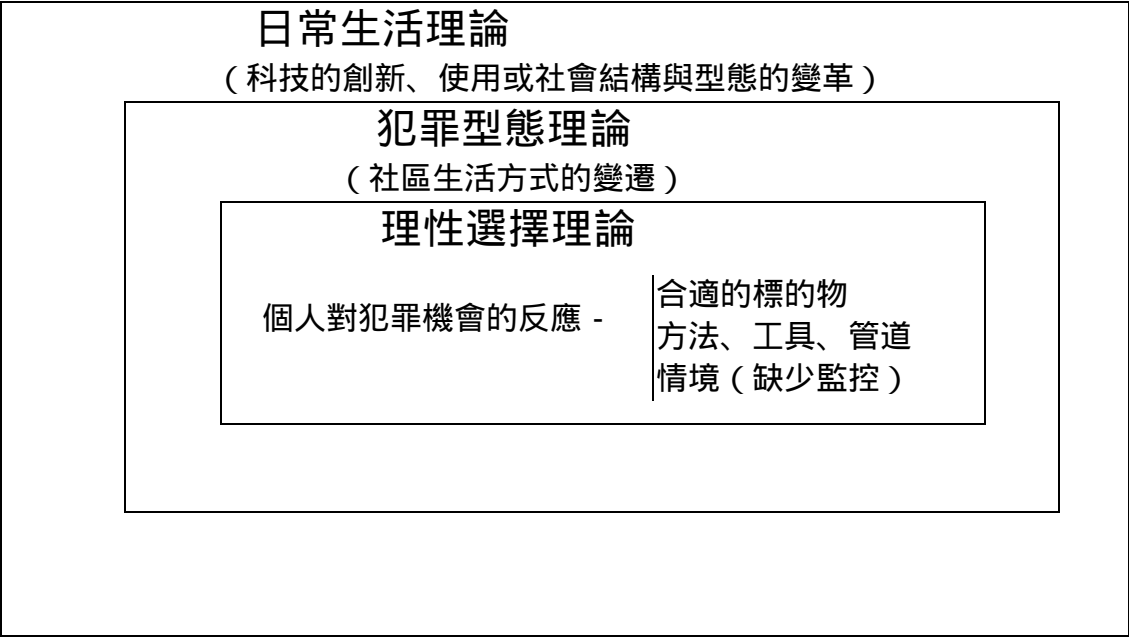 日常生活理論
（科技的創新、使用或社會結構與型態的變革）
犯罪型態理論
（社區生活方式的變遷）
理性選擇理論
個人對犯罪機會的反應 -
合適的標的物
方法、工具、管道
情境（缺少監控）